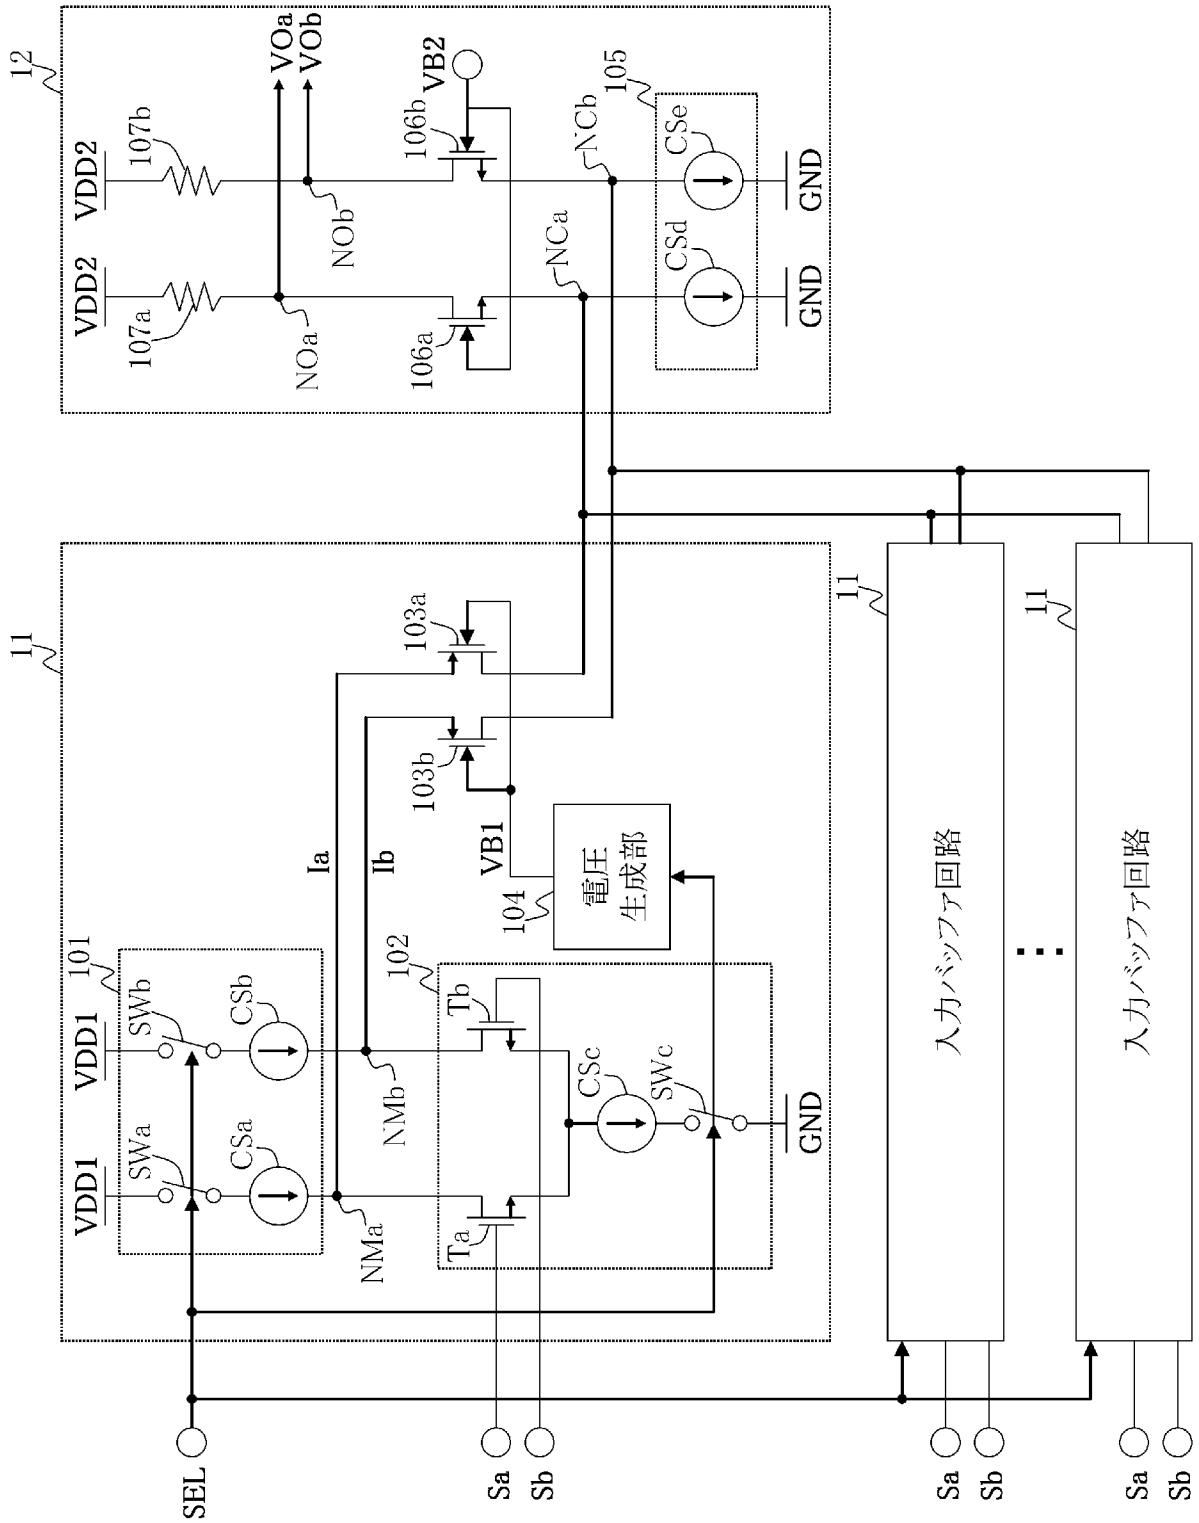 11
101
VDD1
VDD1
SWa
SWb
CSa
CSb
SEL
NMa
NMb
Ia
Ib
102
Ta
Tb
Sa
Sb
CSc
SWc
GND
104
電圧
生成部
VB1
103b
103a
12
VDD2
VDD2
107a
107b
VOa
VOb
NOa
NOb
106a
106b
VB2
NCa
NCb
105
CSd
CSe
GND
GND
11
入力バッファ回路
Sa
Sb
11
入力バッファ回路
Sa
Sb